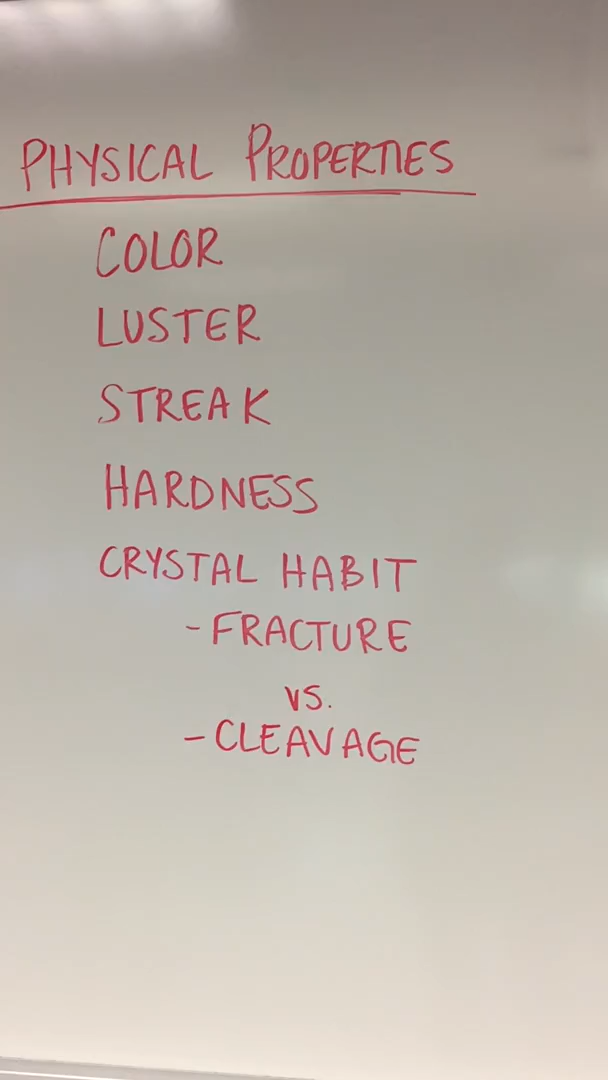 PHYSICAL PROPERTIES
COLOR
LUSTER
STREAK
HARDNESS
CRYSTAL HABIT
- FRACTURE
VS.
- CLEAVAGE